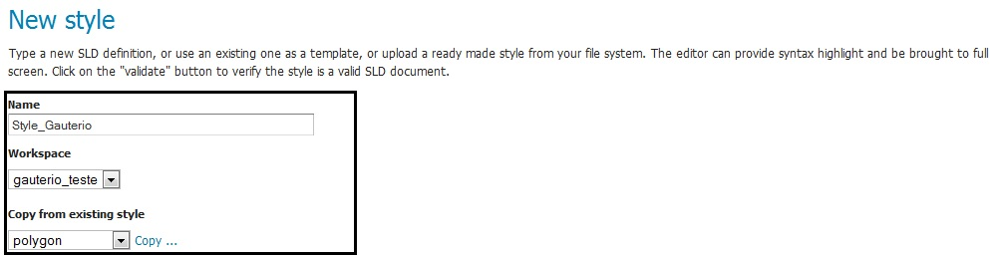 New style
Type a new SLD definition, or use an existing one as a template, or upload a ready made style from your file system. The editor can provide syntax highlight and be brought to full
screen. Click on the "validate" button to verify the style is a valid SLD document.
Name
Style_Gauterio
Workspace
gauterio_teste
Copy from existing style
polygon Copy ...